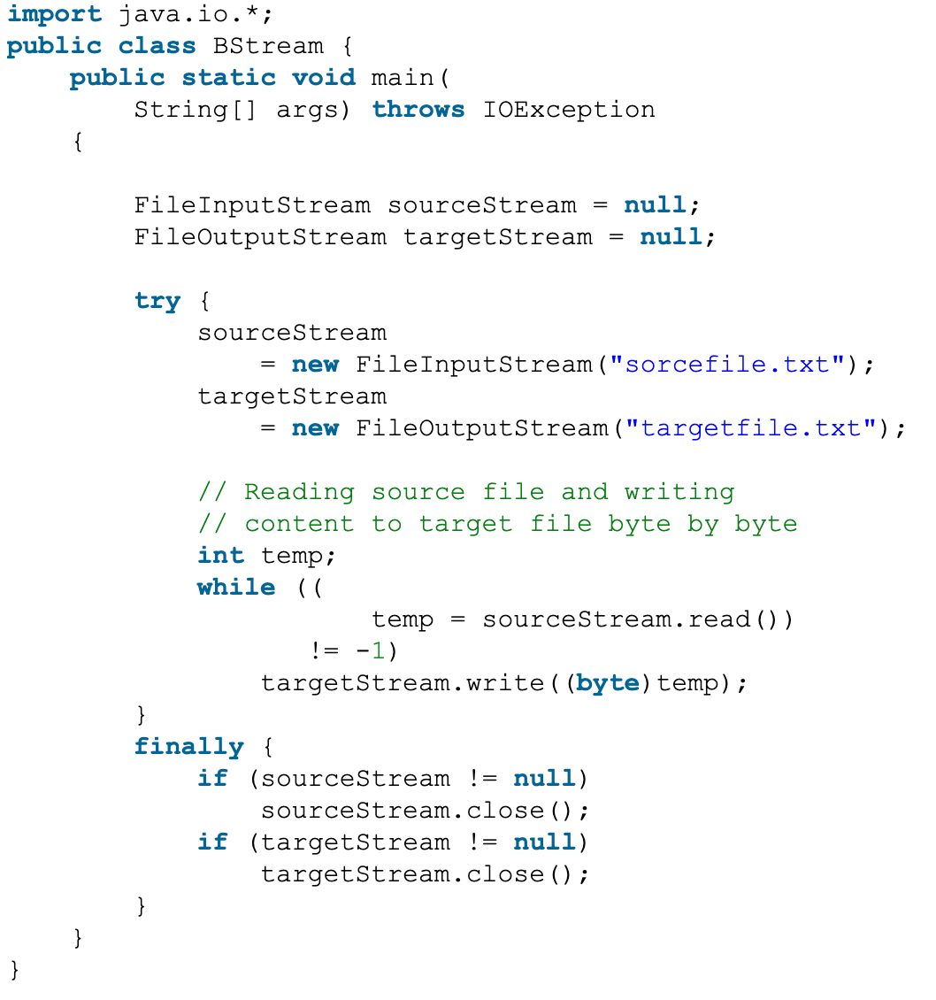 import java.io.*;
public class BStream {
    public static void main(
        String[] args) throws IOException
    {

        FileInputStream sourceStream = null;
        FileOutputStream targetStream = null;

        try {
            sourceStream
                = new FileInputStream("sorcefile.txt");
            targetStream
                = new FileOutputStream("targetfile.txt");

            // Reading source file and writing
            // content to target file byte by byte
            int temp;
            while ((
                       temp = sourceStream.read())
                   != -1)
                targetStream.write((byte)temp);
        }
        finally {
            if (sourceStream != null)
                sourceStream.close();
            if (targetStream != null)
                targetStream.close();
        }
    }
}